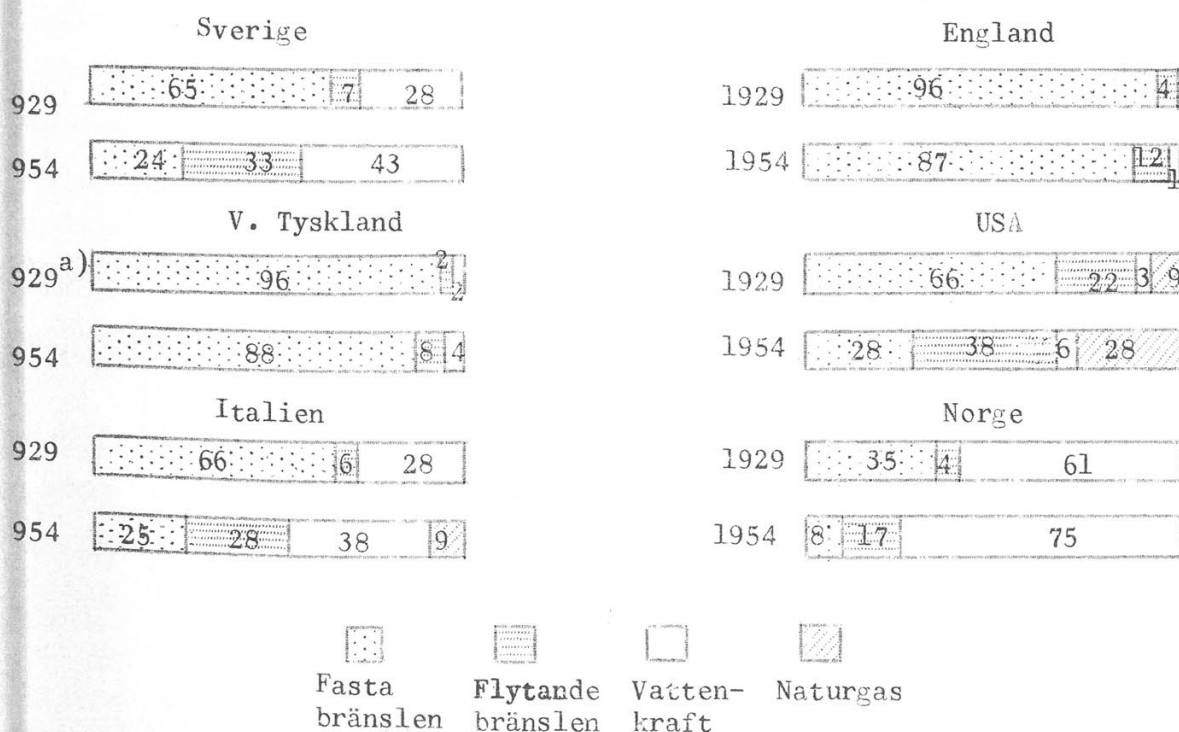 Sverige
929 65 7 28
954 24 33 43
V. Tyskland
929 a) 96 2 2
954 88 8 4
Italien
929 66 6 28
954 25 28 38 9
England
1929 96 4
1954 87 12 1
USA
1929 66 22 3 9
1954 28 38 6 28
Norge
1929 35 4 61
1954 8 17 75
Fasta Flytande Vatten- Naturgas
bränslen bränslen kraft